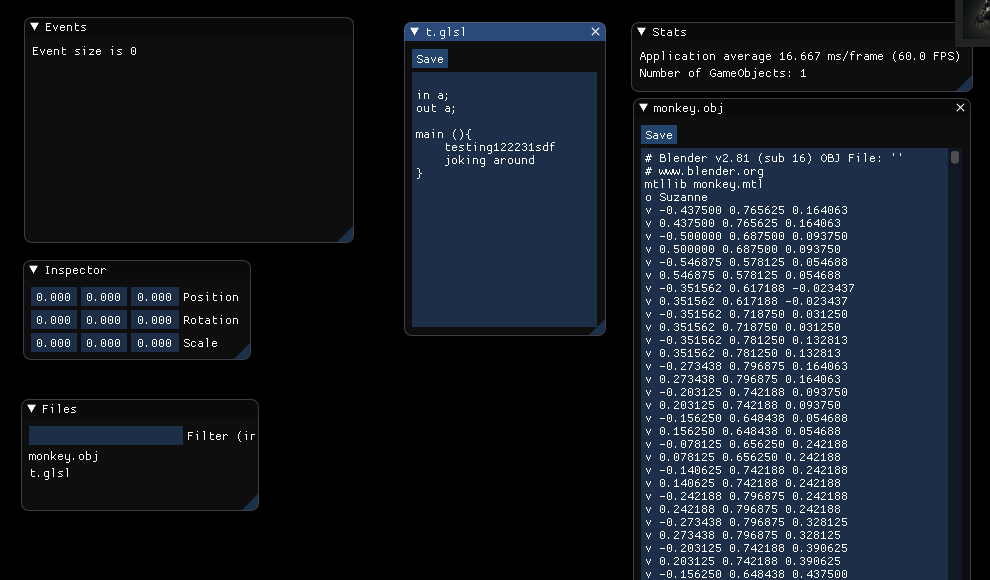 Events
Event size is 0
Inspector
0.000 0.000 0.000 Position
0.000 0.000 0.000 Rotation
0.000 0.000 0.000 Scale
Files
Filter (in
monkey.obj
t.glsl
t.glsl
Save
in a;
out a;
main (){
testing122231sdf
joking around
}
Stats
Application average 16.667 ms/frame (60.0 FPS)
Number of GameObjects: 1
monkey.obj
Save
# Blender v2.81 (sub 16) OBJ File: ''
# www.blender.org
mtllib monkey.mtl
o Suzanne
v -0.437500 0.765625 0.164063
v 0.437500 0.765625 0.164063
v -0.500000 0.687500 0.093750
v 0.500000 0.687500 0.093750
v -0.546875 0.578125 0.054688
v 0.546875 0.578125 0.054688
v -0.351562 0.617188 -0.023437
v 0.351562 0.617188 -0.023437
v -0.351562 0.718750 0.031250
v 0.351562 0.718750 0.031250
v -0.351562 0.781250 0.132813
v 0.351562 0.781250 0.132813
v -0.273438 0.796875 0.164063
v 0.273438 0.796875 0.164063
v -0.203125 0.742188 0.093750
v 0.203125 0.742188 0.093750
v -0.156250 0.648438 0.054688
v 0.156250 0.648438 0.054688
v -0.078125 0.656250 0.242188
v 0.078125 0.656250 0.242188
v -0.140625 0.742188 0.242188
v 0.140625 0.742188 0.242188
v -0.242188 0.796875 0.242188
v 0.242188 0.796875 0.242188
v -0.273438 0.796875 0.328125
v 0.273438 0.796875 0.328125
v -0.203125 0.742188 0.390625
v 0.203125 0.742188 0.390625
v -0.156250 0.648438 0.437500